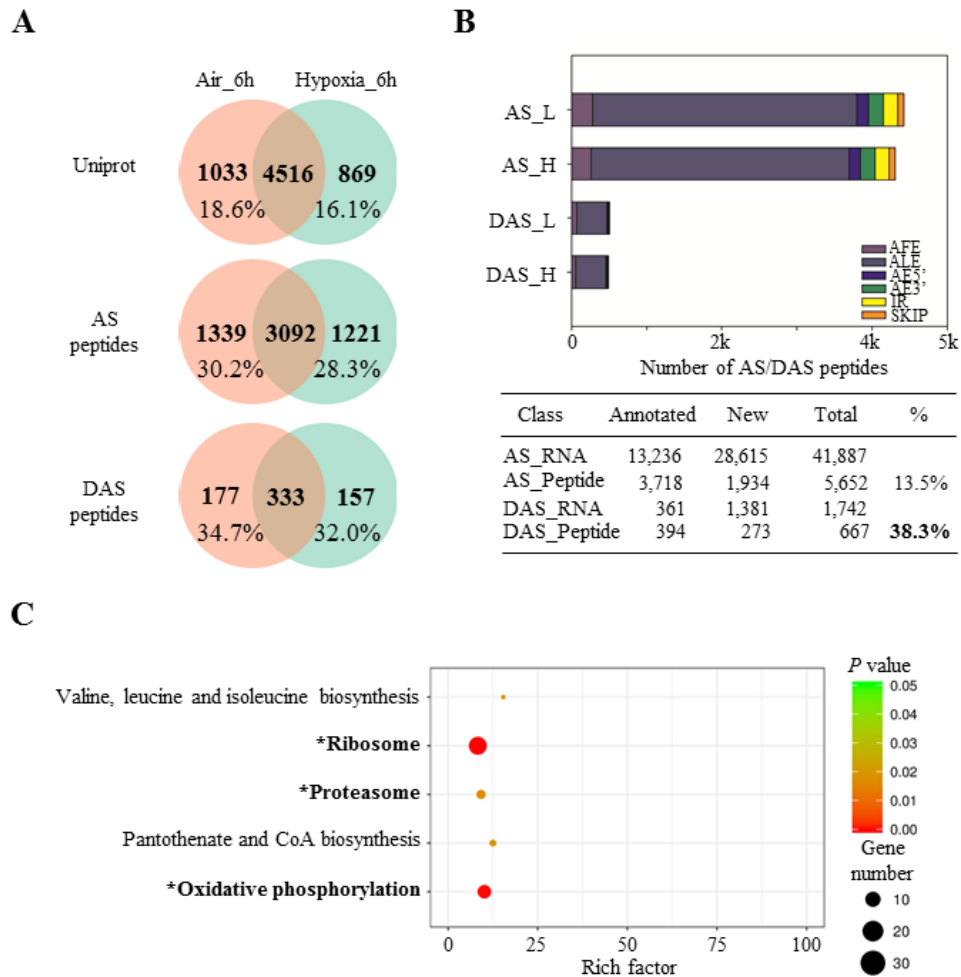 A
Air_6h Hypoxia_6h
Uniprot
1033 4516 869
18.6% 16.1%
AS
peptides
1339 3092 1221
30.2% 28.3%
DAS
peptides
177 333 157
34.7% 32.0%
B
AS_L
AS_H
DAS_L
DAS_H
AFE
ALE
AE5'
AE3'
IR
SKIP
0 2k 4k 5k
Number of AS/DAS peptides
Class Annotated New Total %
AS_RNA 13,236 28,615 41,887
AS_Peptide 3,718 1,934 5,652 13.5%
DAS_RNA 361 1,381 1,742
DAS_Peptide 394 273 667 38.3%
C
Valine, leucine and isoleucine biosynthesis
*Ribosome
*Proteasome
Pantothenate and CoA biosynthesis
*Oxidative phosphorylation
0 25 50 75 100
Rich factor
P value
0.05
0.04
0.03
0.02
0.01
0.00
Gene
number
10
20
30